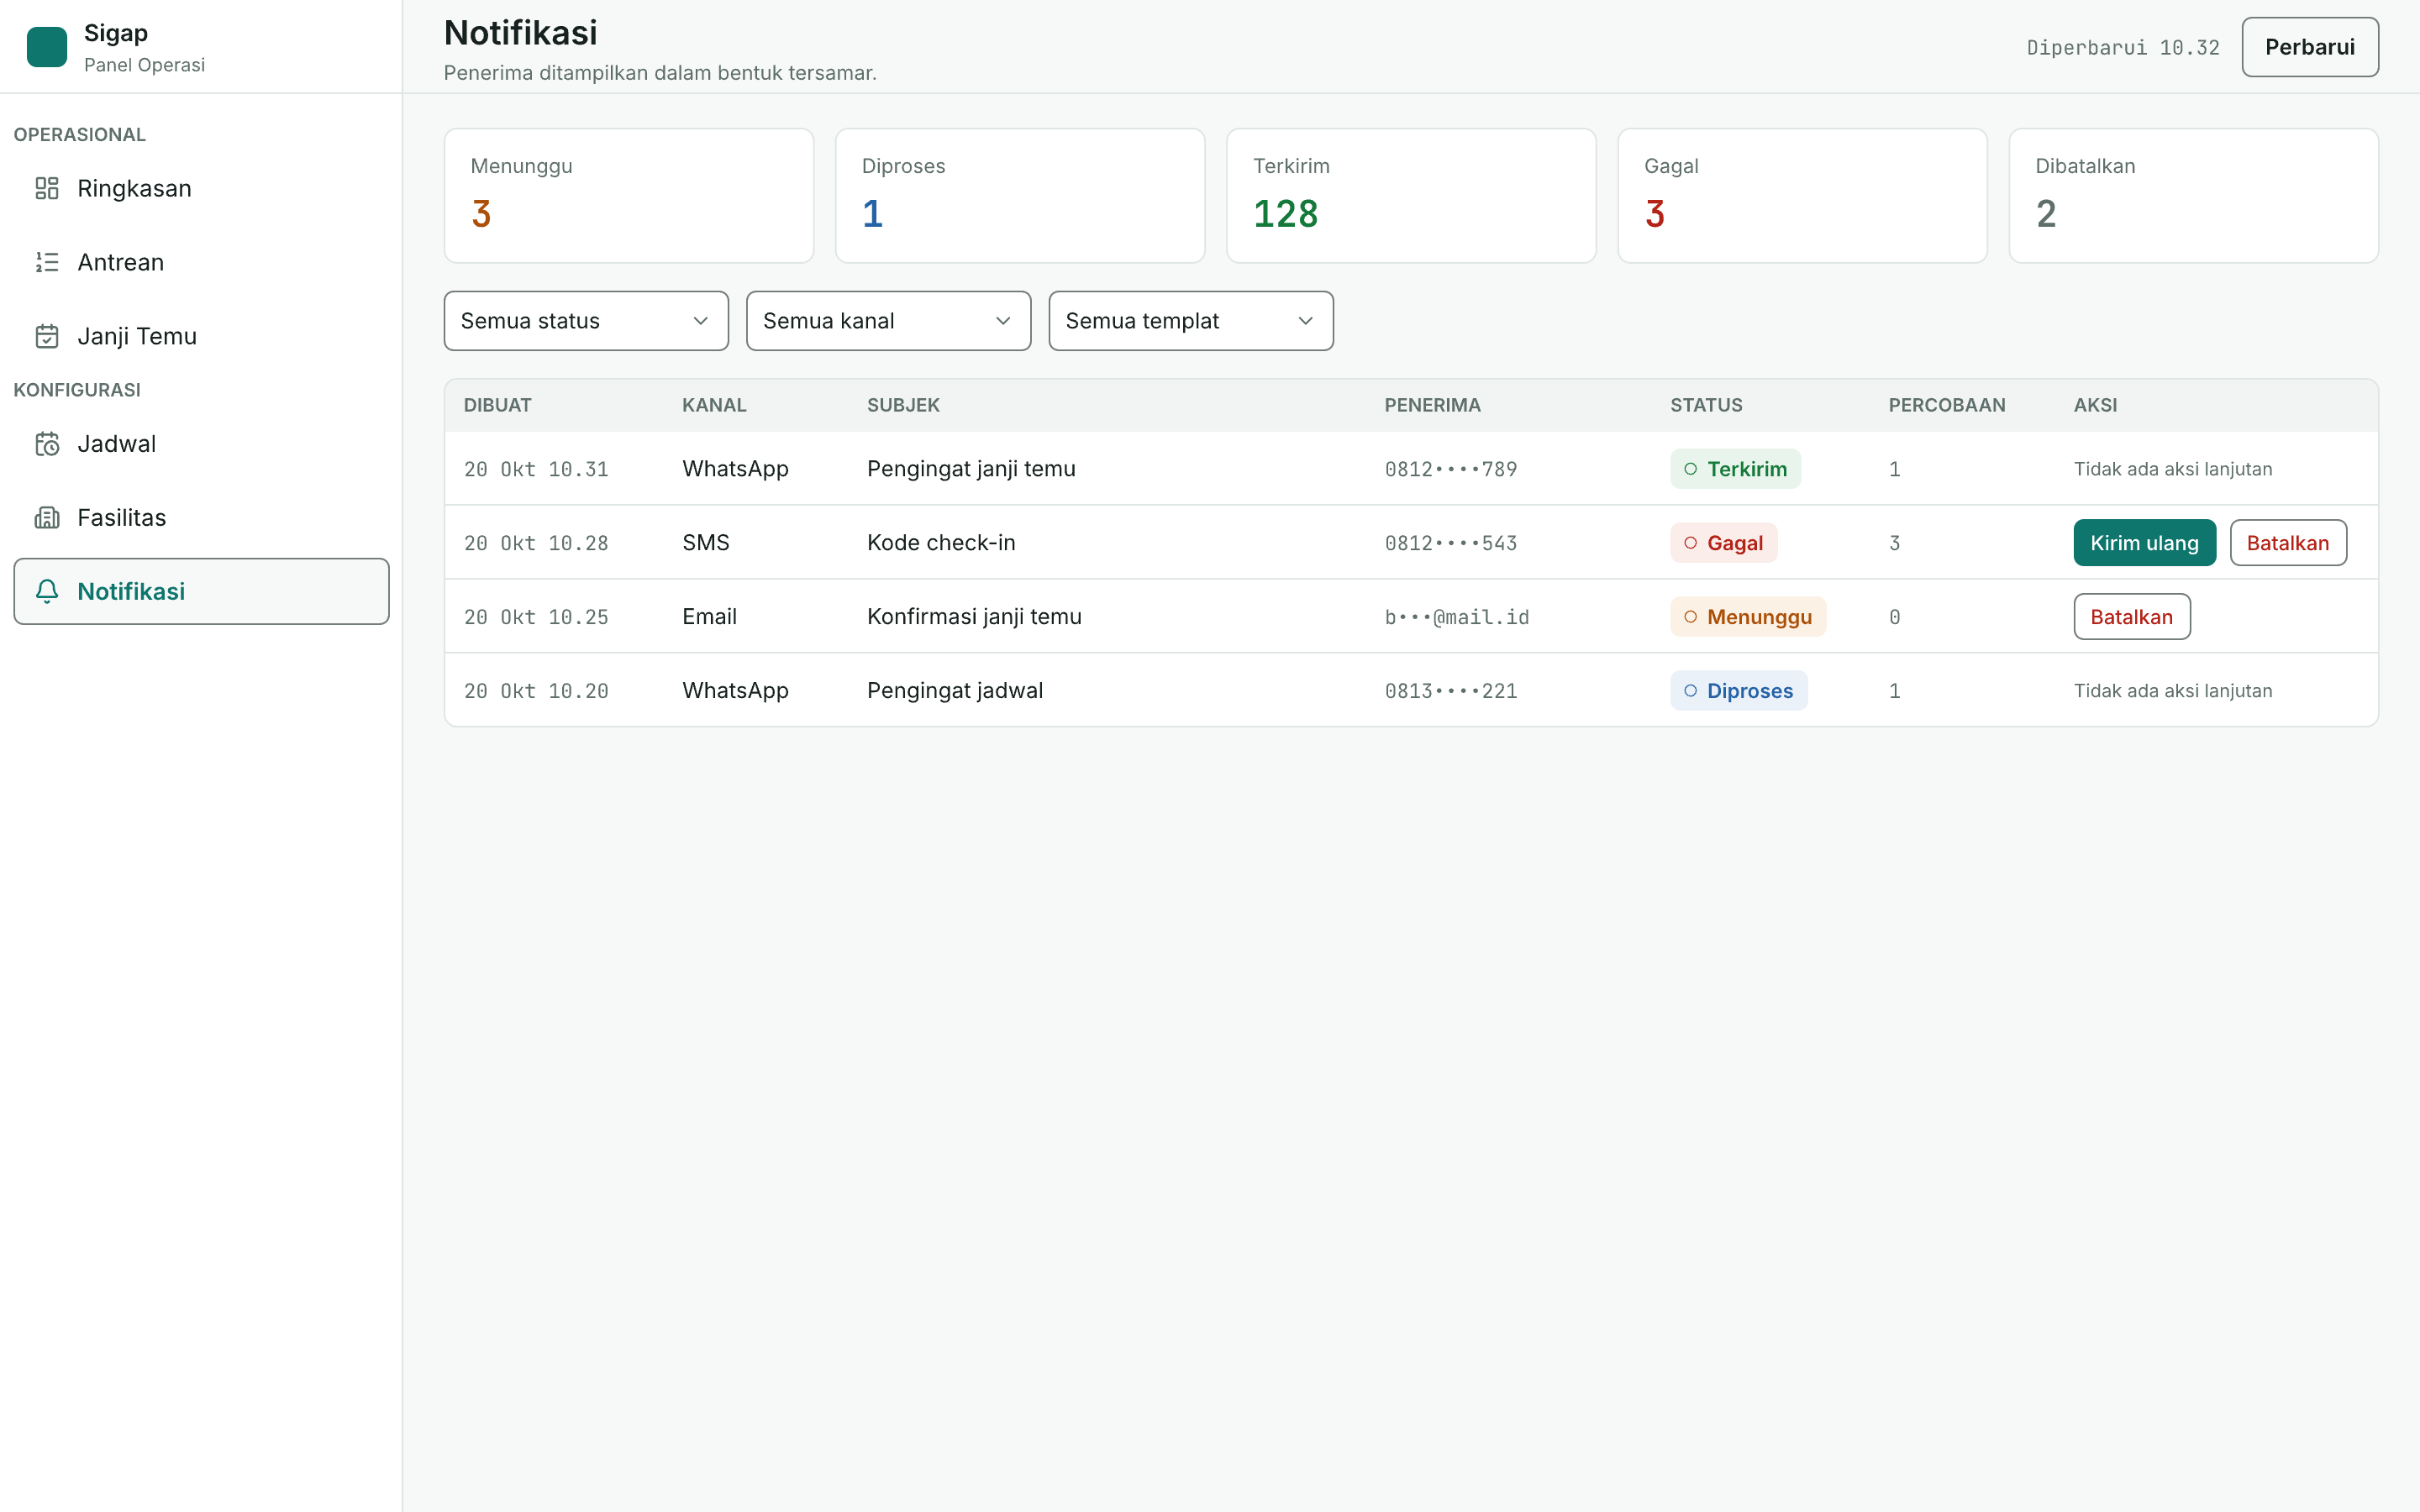 Sigap
Panel Operasi
OPERASIONAL
Ringkasan
Antrean
Janji Temu
KONFIGURASI
Jadwal
Fasilitas
Notifikasi
Notifikasi
Penerima ditampilkan dalam bentuk tersamar.
Diperbarui 10.32
Perbarui
Menunggu
3
Diproses
1
Terkirim
128
Gagal
3
Dibatalkan
2
Semua status
Semua kanal
Semua templat
DIBUAT KANAL SUBJEK PENERIMA STATUS PERCOBAAN AKSI
20 Okt 10.31 WhatsApp Pengingat janji temu 0812••••789 Terkirim 1 Tidak ada aksi lanjutan
20 Okt 10.28 SMS Kode check-in 0812••••543 Gagal 3 Kirim ulang Batalkan
20 Okt 10.25 Email Konfirmasi janji temu b•••@mail.id Menunggu 0 Batalkan
20 Okt 10.20 WhatsApp Pengingat jadwal 0813••••221 Diproses 1 Tidak ada aksi lanjutan